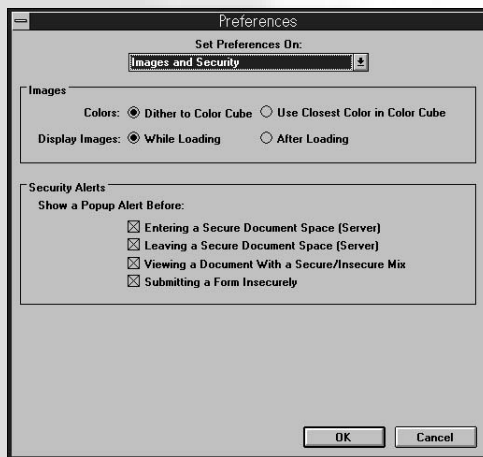 Preferences
Set Preferences On:
Images and Security
Images
Colors: Dither to Color Cube Use Closest Color in Color Cube
Display Images: While Loading After Loading
Security Alerts
Show a Popup Alert Before:
Entering a Secure Document Space (Server)
Leaving a Secure Document Space (Server)
Viewing a Document With a Secure/Insecure Mix
Submitting a Form Insecurely
OK Cancel